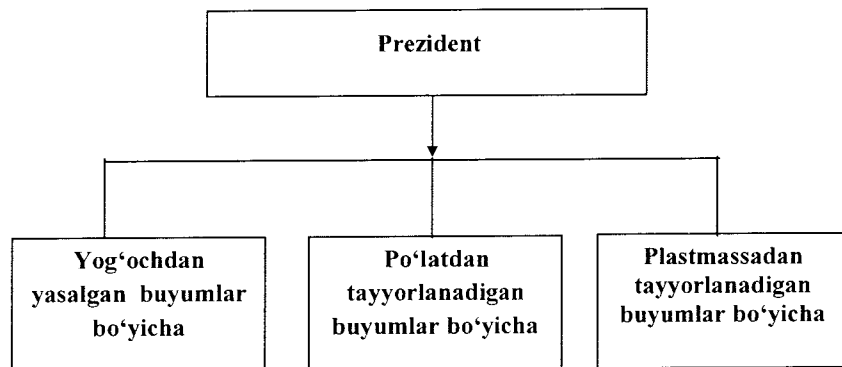 Prezident
Yog‘ochdan
yasalgan buyumlar
bo‘yicha
Po‘latdan
tayyorlanadigan
buyumlar bo‘yicha
Plastmassadan
tayyorlanadigan
buyumlar bo‘yicha